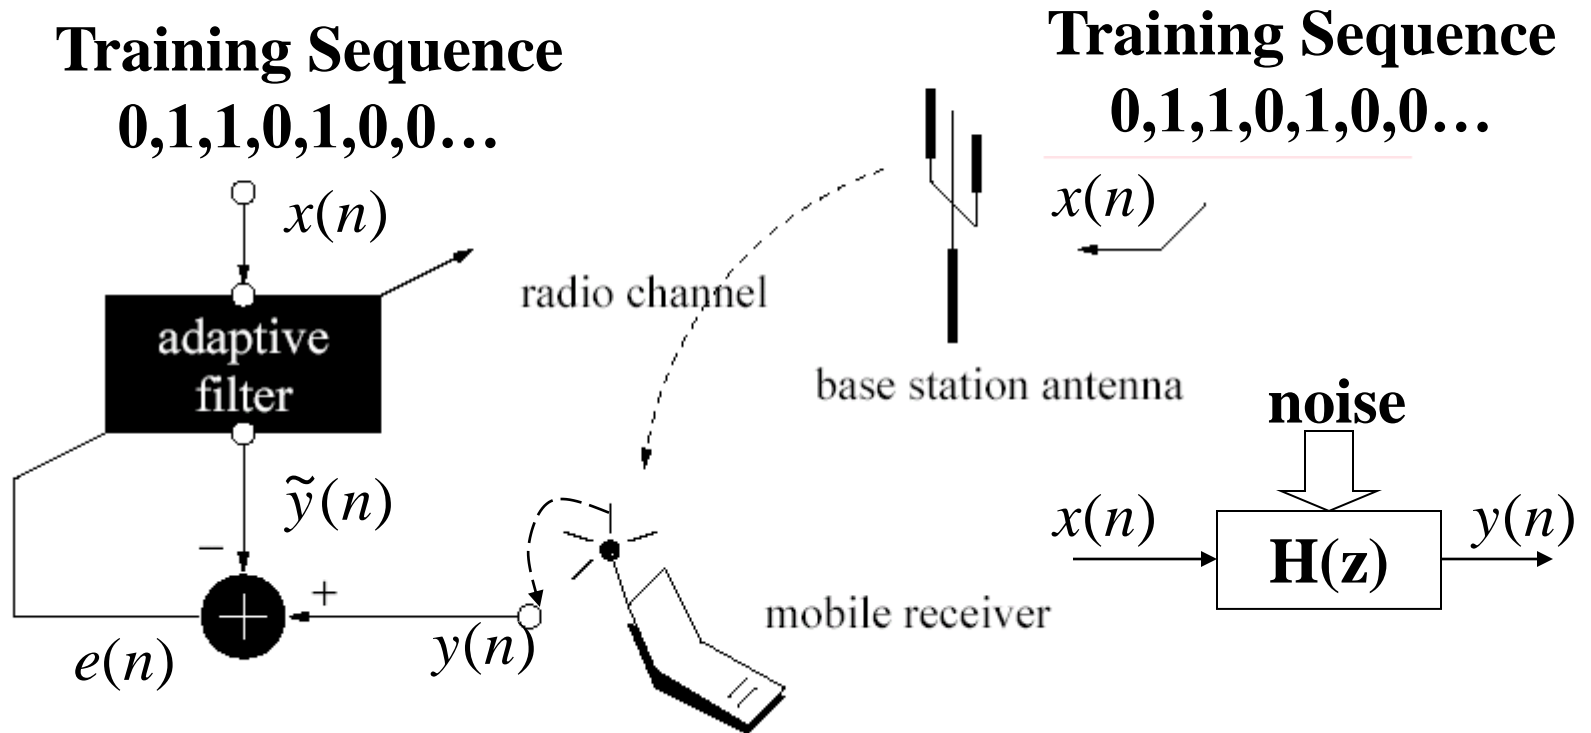 Training Sequence
0,1,1,0,1,0,0…
x(n)
adaptive
filter
ỹ(n)
−
+
e(n)
y(n)
radio channel
base station antenna
mobile receiver
Training Sequence
0,1,1,0,1,0,0…
x(n)
noise
x(n)
H(z)
y(n)